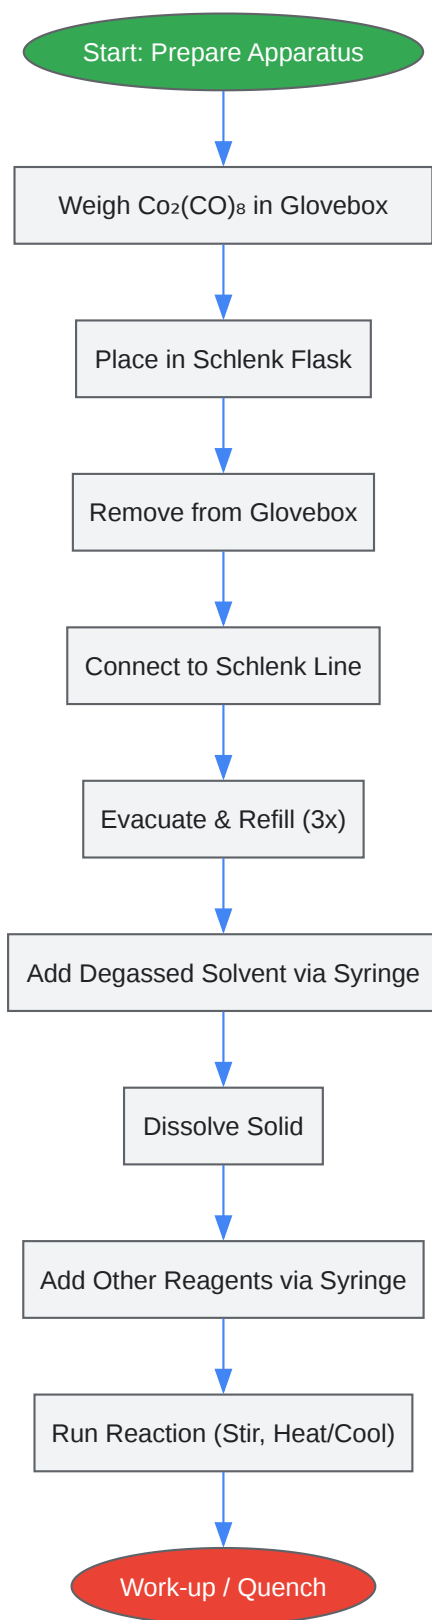 Start: Prepare Apparatus
Weigh Co₂(CO)₈ in Glovebox
Place in Schlenk Flask
Remove from Glovebox
Connect to Schlenk Line
Evacuate & Refill (3x)
Add Degassed Solvent via Syringe
Dissolve Solid
Add Other Reagents via Syringe
Run Reaction (Stir, Heat/Cool)
Work-up / Quench